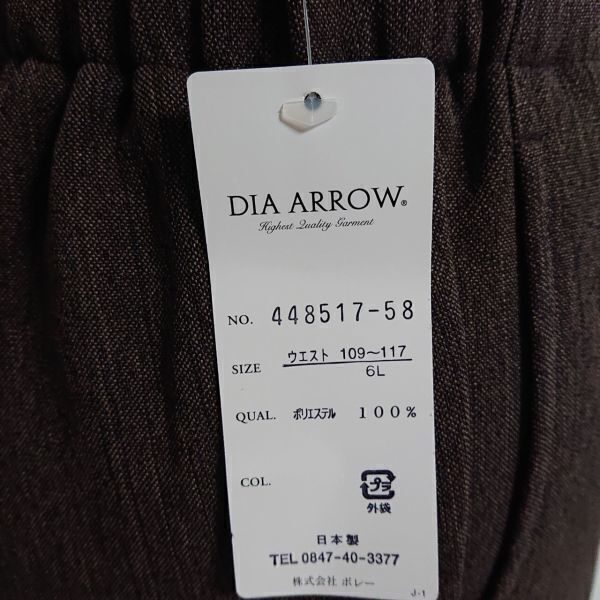 DIA ARROW®
Highest Quality Garment
NO. 448517-58
SIZE ウエスト 109~117
6L
QUAL. ポリエステル 100%
COL.
プラ
外袋
日本製
TEL 0847-40-3377
株式会社 ボレー
J-1